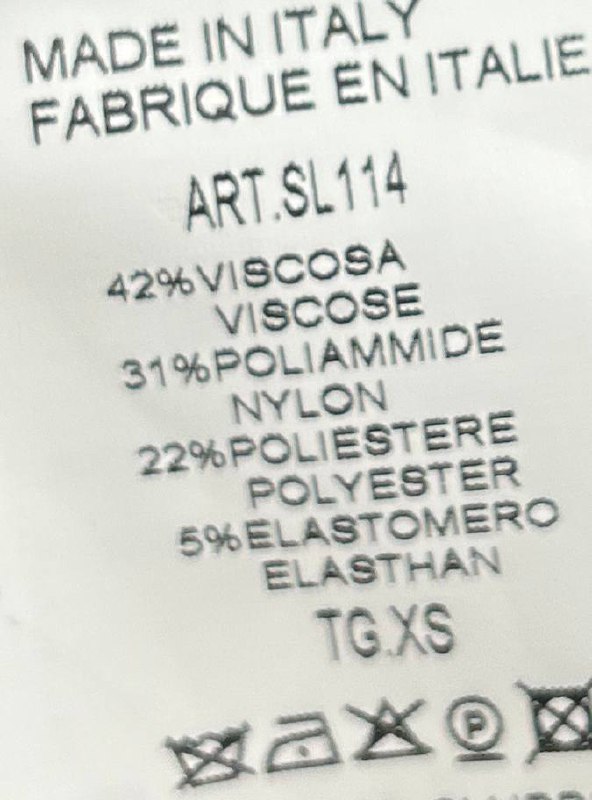 MADE IN ITALY
FABRIQUE EN ITALIE
ART.SL114
42%VISCOSA
VISCOSE
31%POLIAMMIDE
NYLON
22%POLIESTERE
POLYESTER
5%ELASTOMERO
ELASTHAN
TG.XS
P